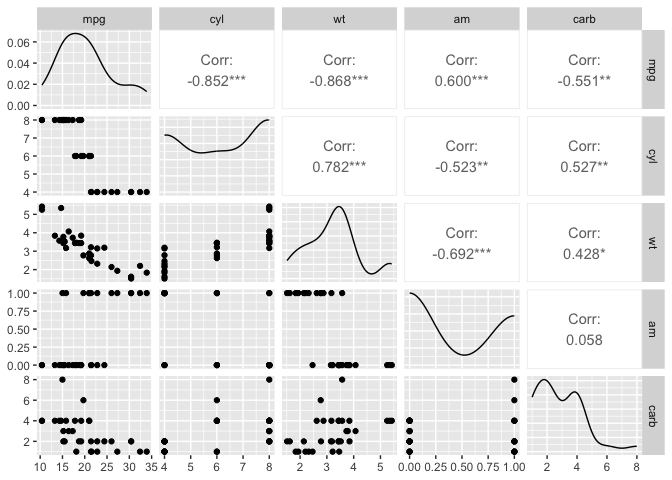 mpg cyl wt am carb
0.06
0.04
0.02
0.00
Corr:
-0.852***
Corr:
-0.868***
Corr:
0.600***
Corr:
-0.551**
mpg
8
7
6
5
4
Corr:
0.782***
Corr:
-0.523**
Corr:
0.527**
cyl
5
4
3
2
Corr:
-0.692***
Corr:
0.428*
wt
1.00
0.75
0.50
0.25
0.00
Corr:
0.058
am
8
6
4
2
carb
10 15 20 25 30 35 4 5 6 7 8 2 3 4 5 0.00 0.25 0.50 0.75 1.00 2 4 6 8